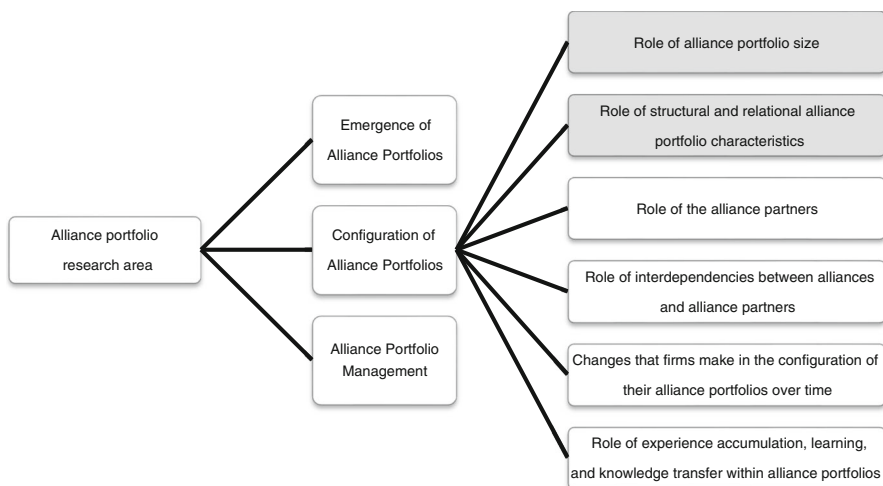 Alliance portfolio
research area
Emergence of
Alliance Portfolios
Configuration of
Alliance Portfolios
Alliance Portfolio
Management
Role of alliance portfolio size
Role of structural and relational alliance
portfolio characteristics
Role of the alliance partners
Role of interdependencies between alliances
and alliance partners
Changes that firms make in the configuration of
their alliance portfolios over time
Role of experience accumulation, learning,
and knowledge transfer within alliance portfolios